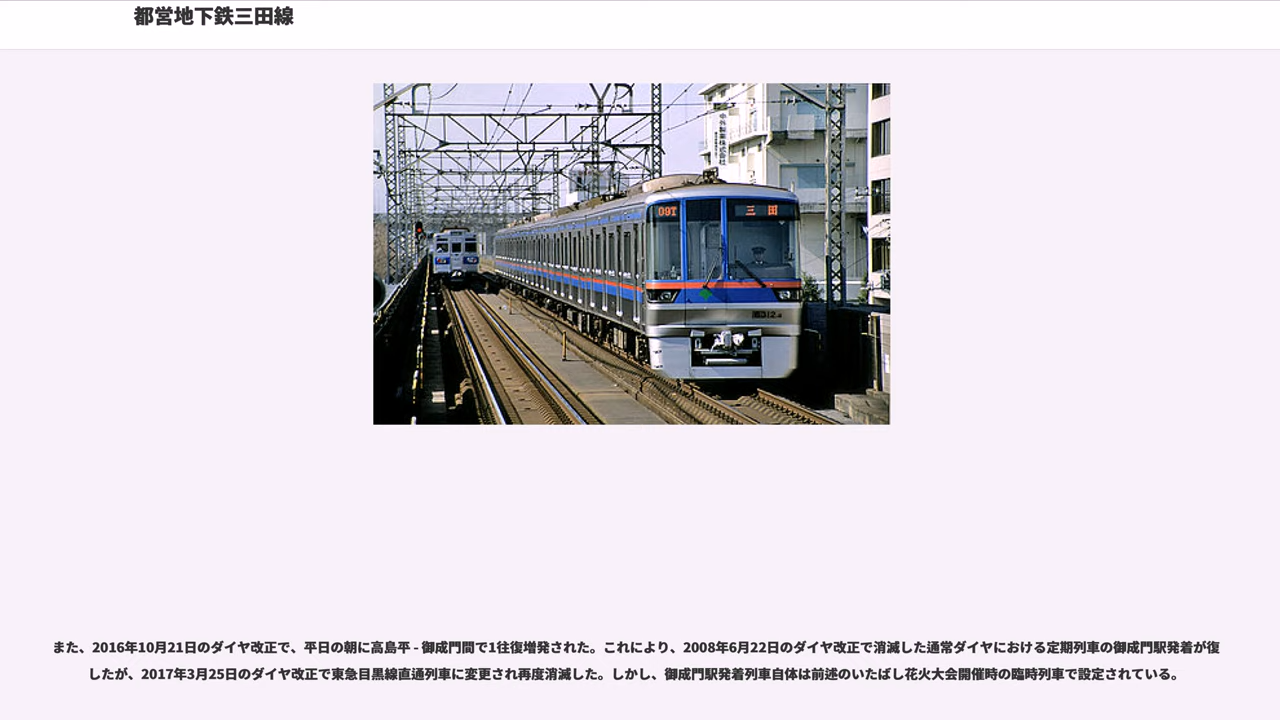 都営地下鉄三田線
中外製薬株式会社
09T
三田
また、2016年10月21日のダイヤ改正で、平日の朝に高島平 - 御成門間で1往復増発された。これにより、2008年6月22日のダイヤ改正で消滅した通常ダイヤにおける定期列車の御成門駅発着が復
したが、2017年3月25日のダイヤ改正で東急目黒線直通列車に変更され再度消滅した。しかし、御成門駅発着列車自体は前述のいたばし花火大会開催時の臨時列車で設定されている。